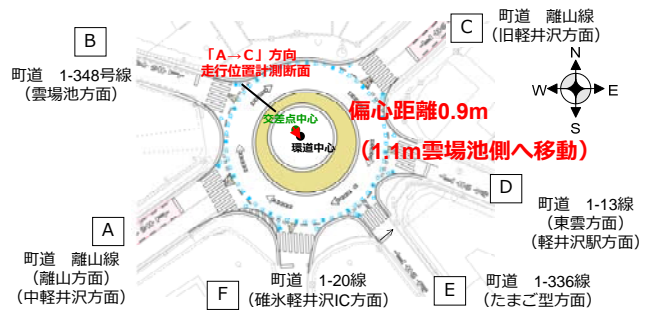 B
町道　1-348号線
（雲場池方面）
「A→C」方向
走行位置計測断面
C
町道　離山線
（旧軽井沢方面）
N
W
E
S
偏心距離0.9m
（1.1m雲場池側へ移動）
交差点中心
環道中心
D
町道　1-13線
（東雲方面）
（軽井沢駅方面）
A
町道　離山線
（離山方面）
（中軽井沢方面）
F
町道　1-20線
（碓氷軽井沢IC方面）
E
町道　1-336線
（たまご型方面）